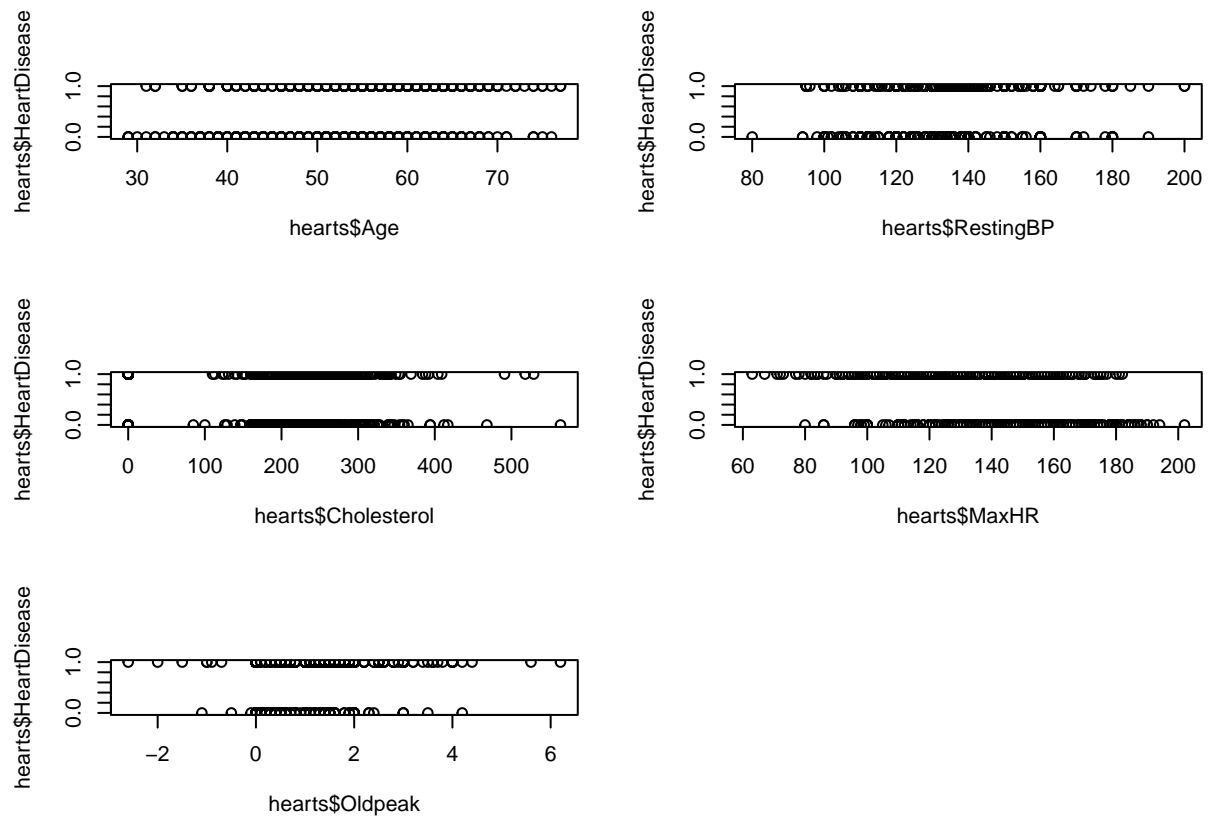 hearts$HeartDisease
0.0 1.0
30 40 50 60 70
hearts$Age
hearts$HeartDisease
0.0 1.0
80 100 120 140 160 180 200
hearts$RestingBP
hearts$HeartDisease
0.0 1.0
0 100 200 300 400 500
hearts$Cholesterol
hearts$HeartDisease
0.0 1.0
60 80 100 120 140 160 180 200
hearts$MaxHR
hearts$HeartDisease
0.0 1.0
−2 0 2 4 6
hearts$Oldpeak